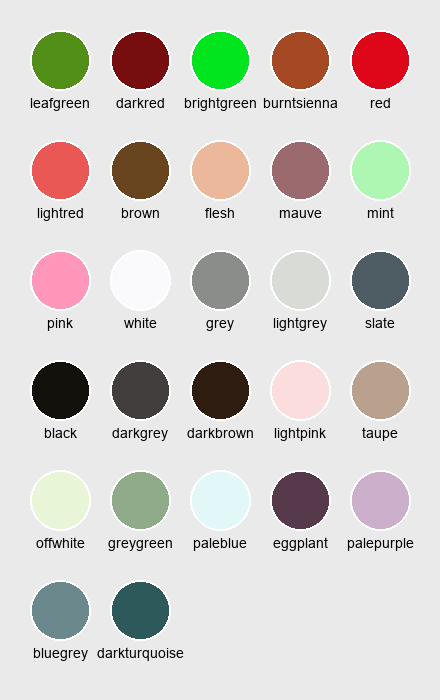 leafgreen darkred brightgreen burntsienna red
lightred brown flesh mauve mint
pink white grey lightgrey slate
black darkgrey darkbrown lightpink taupe
offwhite greygreen paleblue eggplant palepurple
bluegrey darkturquoise